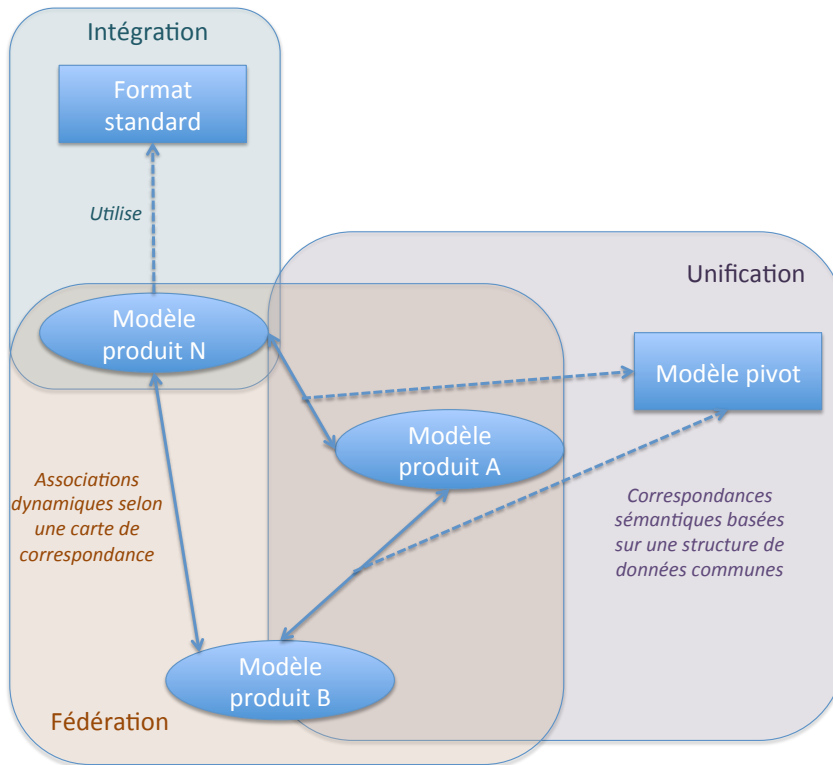 Intégration
Format
standard
Utilise
Unification
Modèle
produit N
Modèle pivot
Modèle
produit A
Associations
dynamiques selon
une carte de
correspondance
Correspondances
sémantiques basées
sur une structure de
données communes
Modèle
produit B
Fédération